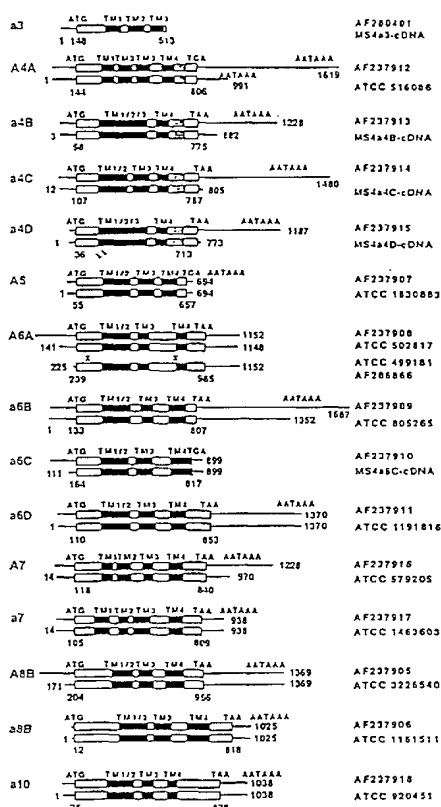 a3 ATG TM1 TM2 TM3 AF280401
1 148 513 MS4a3-cDNA
A4A ATG TM1 TM2 TM3 TM4 TGA AATAAA AF237912
1 AATAAA 1619
144 806 991 ATCC 516086
a4B ATG TM1/2/3 TM4 TAA AATAAA 1228 AF237913
3 882 MS4a4B-cDNA
58 775
a4C ATG TM1/2 TM3 TM4 TAA AATAAA AF237914
12 805 1480 MS4a4C-cDNA
107 787
a4D ATG TM1/2/3 TM4 TAA AATAAA 1187 AF237915
1 773 MS4a4D-cDNA
36 713
A5 ATG TM1/2 TM3 TM4 TGA AATAAA 694 AF237907
1 694 ATCC 1830883
55 657
A6A ATG TM1/2 TM3 TM4 TAA 1152 AF237908
141 1148 ATCC 502817
225 x x 1152 ATCC 499181
239 985 AF286866
a6B ATG TM1/2 TM3 TM4 TAA AATAAA AF237909
1 1352 1687 ATCC 805265
133 807
a6C ATG TM1/2 TM3 TM4 TGA 899 AF237910
111 899 MS4a6C-cDNA
164 817
a6D ATG TM1/2 TM3 TM4 TAA AATAAA 1370 AF237911
1 1370 ATCC 1191816
110 853
A7 ATG TM1 TM2 TM3 TM4 TAA AATAAA 1228 AF237916
14 970 ATCC 579205
118 840
a7 ATG TM1 TM2 TM3 TM4 TAA AATAAA 938 AF237917
14 938 ATCC 1463603
105 809
A8B ATG TM1/2 TM3 TM4 TAA AATAAA 1369 AF237905
171 1369 ATCC 3226540
204 956
a8B ATG TM1/2 TM3 TM4 TAA AATAAA 1025 AF237906
1 1025 ATCC 1161511
12 818
a10 ATG TM1/2 TM3 TM4 TAA AATAAA 1038 AF237918
1 1038 ATCC 920451